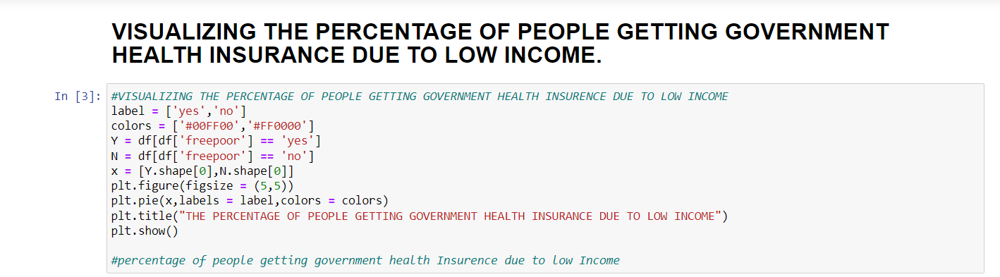 VISUALIZING THE PERCENTAGE OF PEOPLE GETTING GOVERNMENT
HEALTH INSURANCE DUE TO LOW INCOME.
In [3]: #VISUALIZING THE PERCENTAGE OF PEOPLE GETTING GOVERNMENT HEALTH INSURENCE DUE TO LOW INCOME
label = ['yes','no']
colors = ['#00FF00','#FF0000']
Y = df[df['freepoor'] == 'yes']
N = df[df['freepoor'] == 'no']
x = [Y.shape[0],N.shape[0]]
plt.figure(figsize = (5,5))
plt.pie(x,labels = label,colors = colors)
plt.title("THE PERCENTAGE OF PEOPLE GETTING GOVERNMENT HEALTH INSURANCE DUE TO LOW INCOME")
plt.show()
#percentage of people getting government health Insurence due to low Income